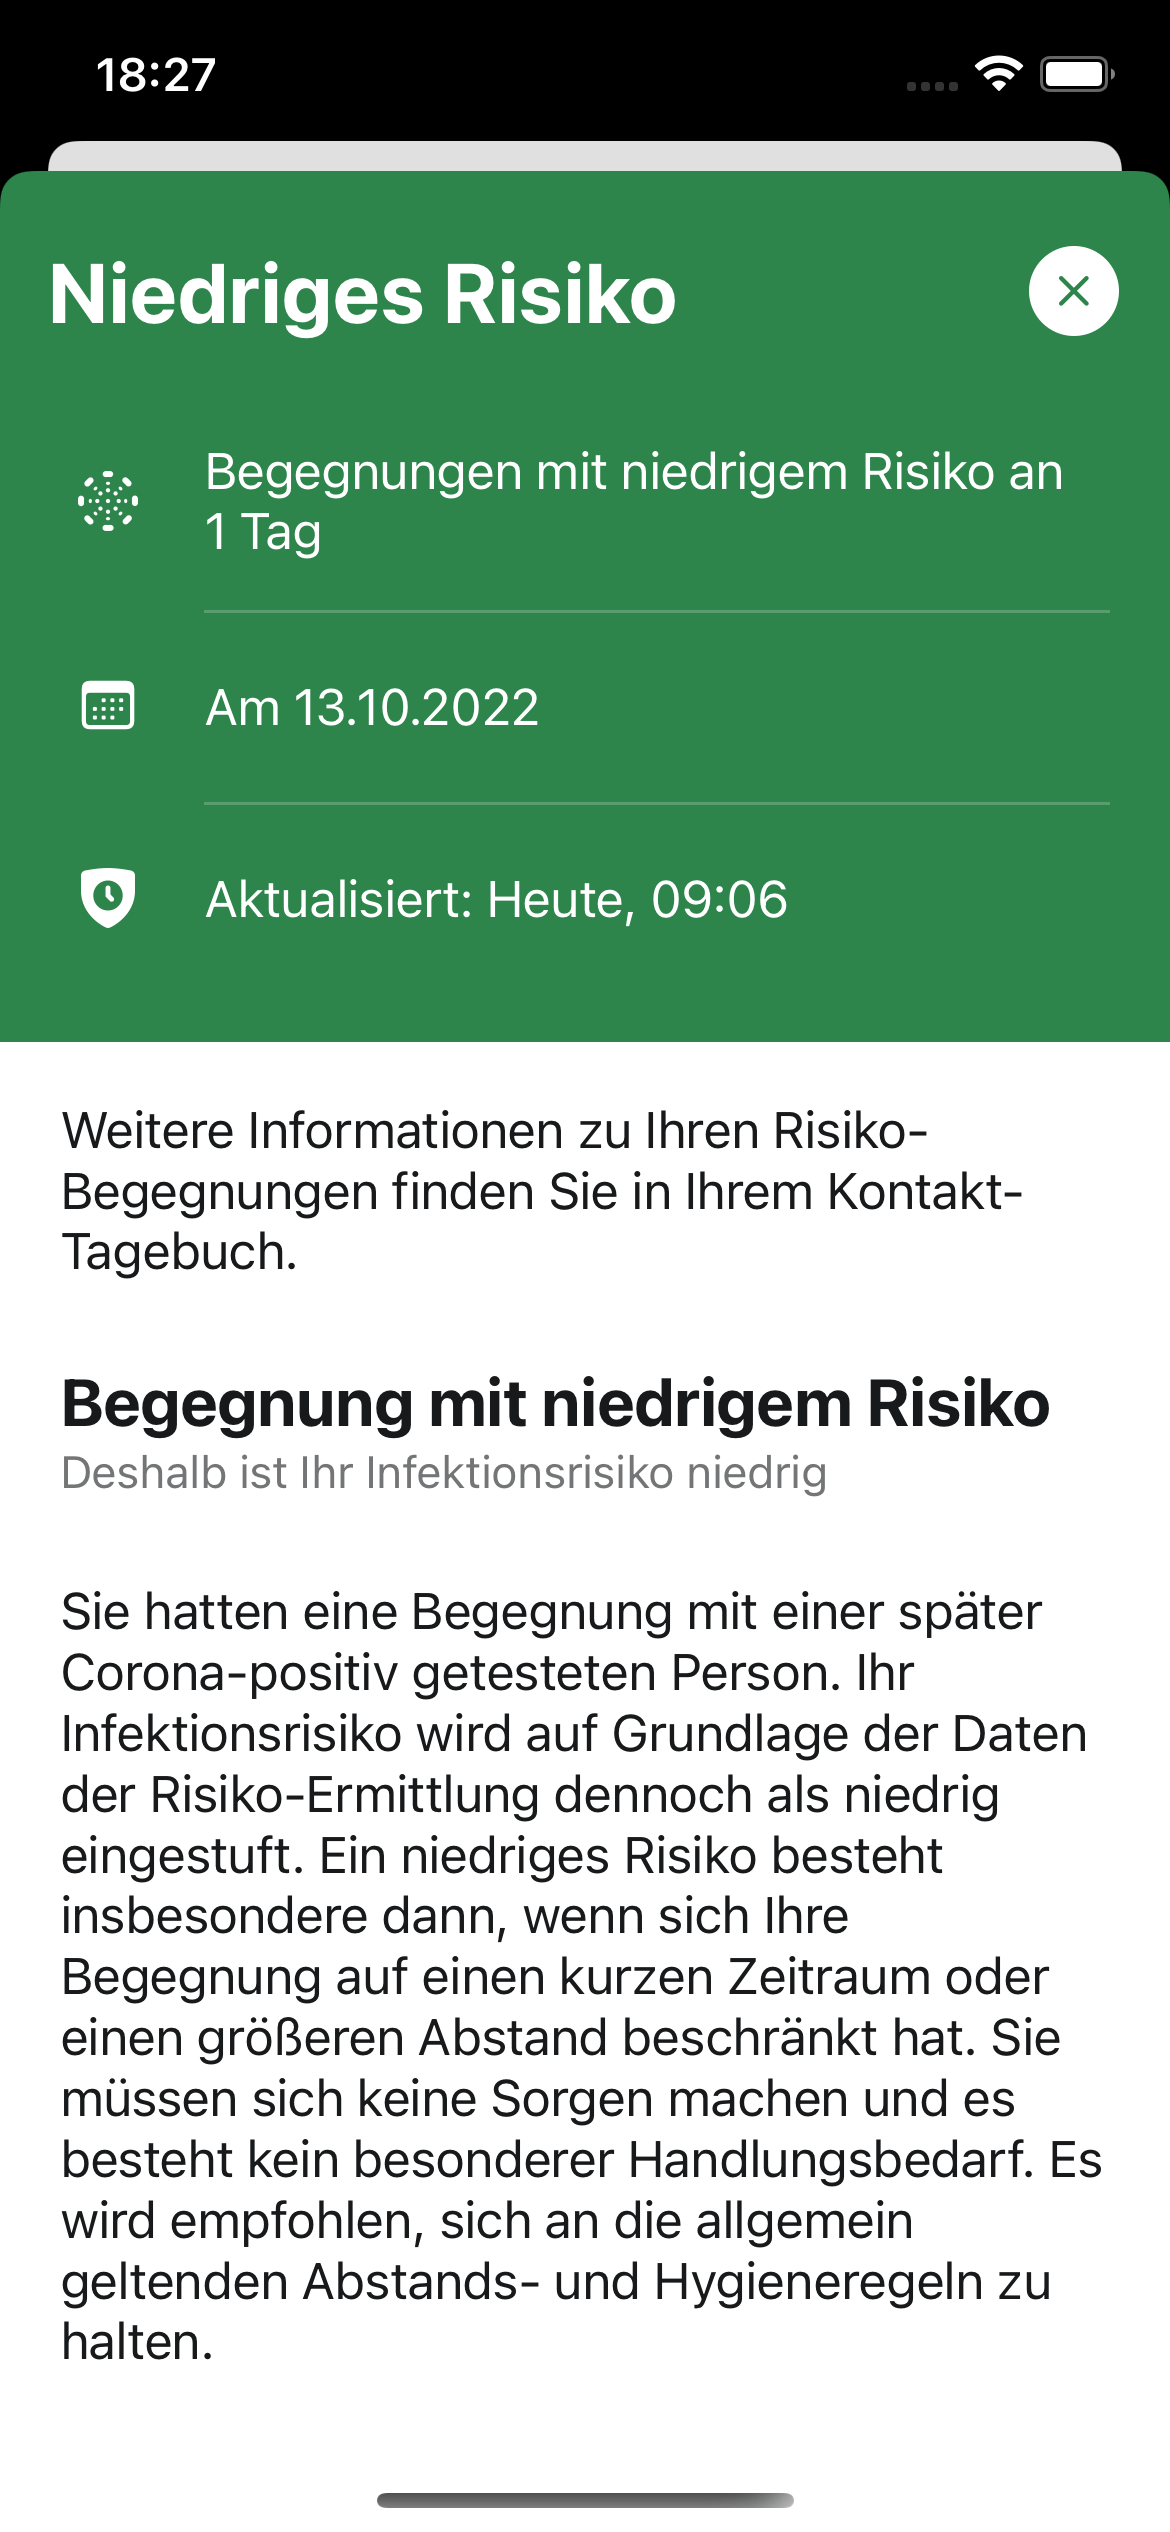 18:27
Niedriges Risiko
Begegnungen mit niedrigem Risiko an
1 Tag
Am 13.10.2022
Aktualisiert: Heute, 09:06
Weitere Informationen zu Ihren Risiko-
Begegnungen finden Sie in Ihrem Kontakt-
Tagebuch.
Begegnung mit niedrigem Risiko
Deshalb ist Ihr Infektionsrisiko niedrig
Sie hatten eine Begegnung mit einer später
Corona-positiv getesteten Person. Ihr
Infektionsrisiko wird auf Grundlage der Daten
der Risiko-Ermittlung dennoch als niedrig
eingestuft. Ein niedriges Risiko besteht
insbesondere dann, wenn sich Ihre
Begegnung auf einen kurzen Zeitraum oder
einen größeren Abstand beschränkt hat. Sie
müssen sich keine Sorgen machen und es
besteht kein besonderer Handlungsbedarf. Es
wird empfohlen, sich an die allgemein
geltenden Abstands- und Hygieneregeln zu
halten.